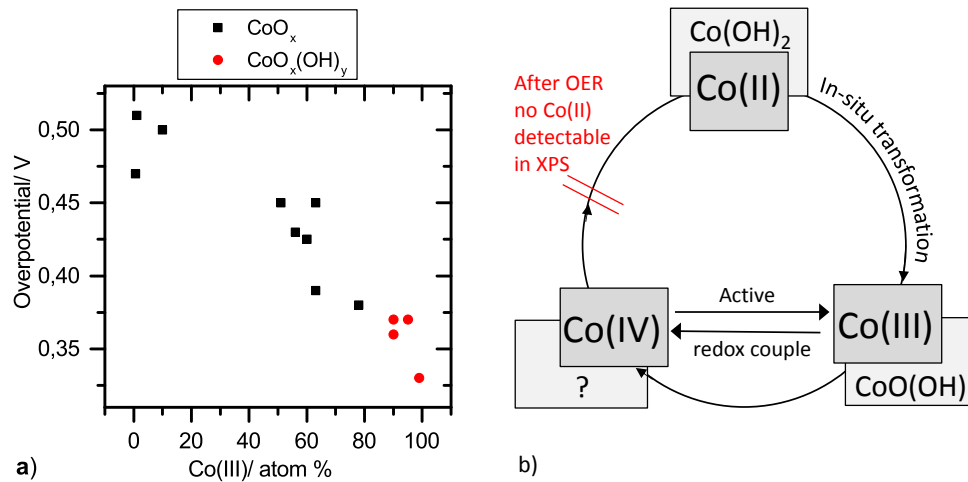 CoOx
CoOx(OH)y
0,50
0,45
0,40
0,35
Overpotential/ V
0 20 40 60 80 100
Co(III)/ atom %
a)
Co(OH)2
Co(II)
After OER
no Co(II)
detectable
in XPS
In-situ transformation
Active
redox couple
Co(IV)
?
Co(III)
CoO(OH)
b)